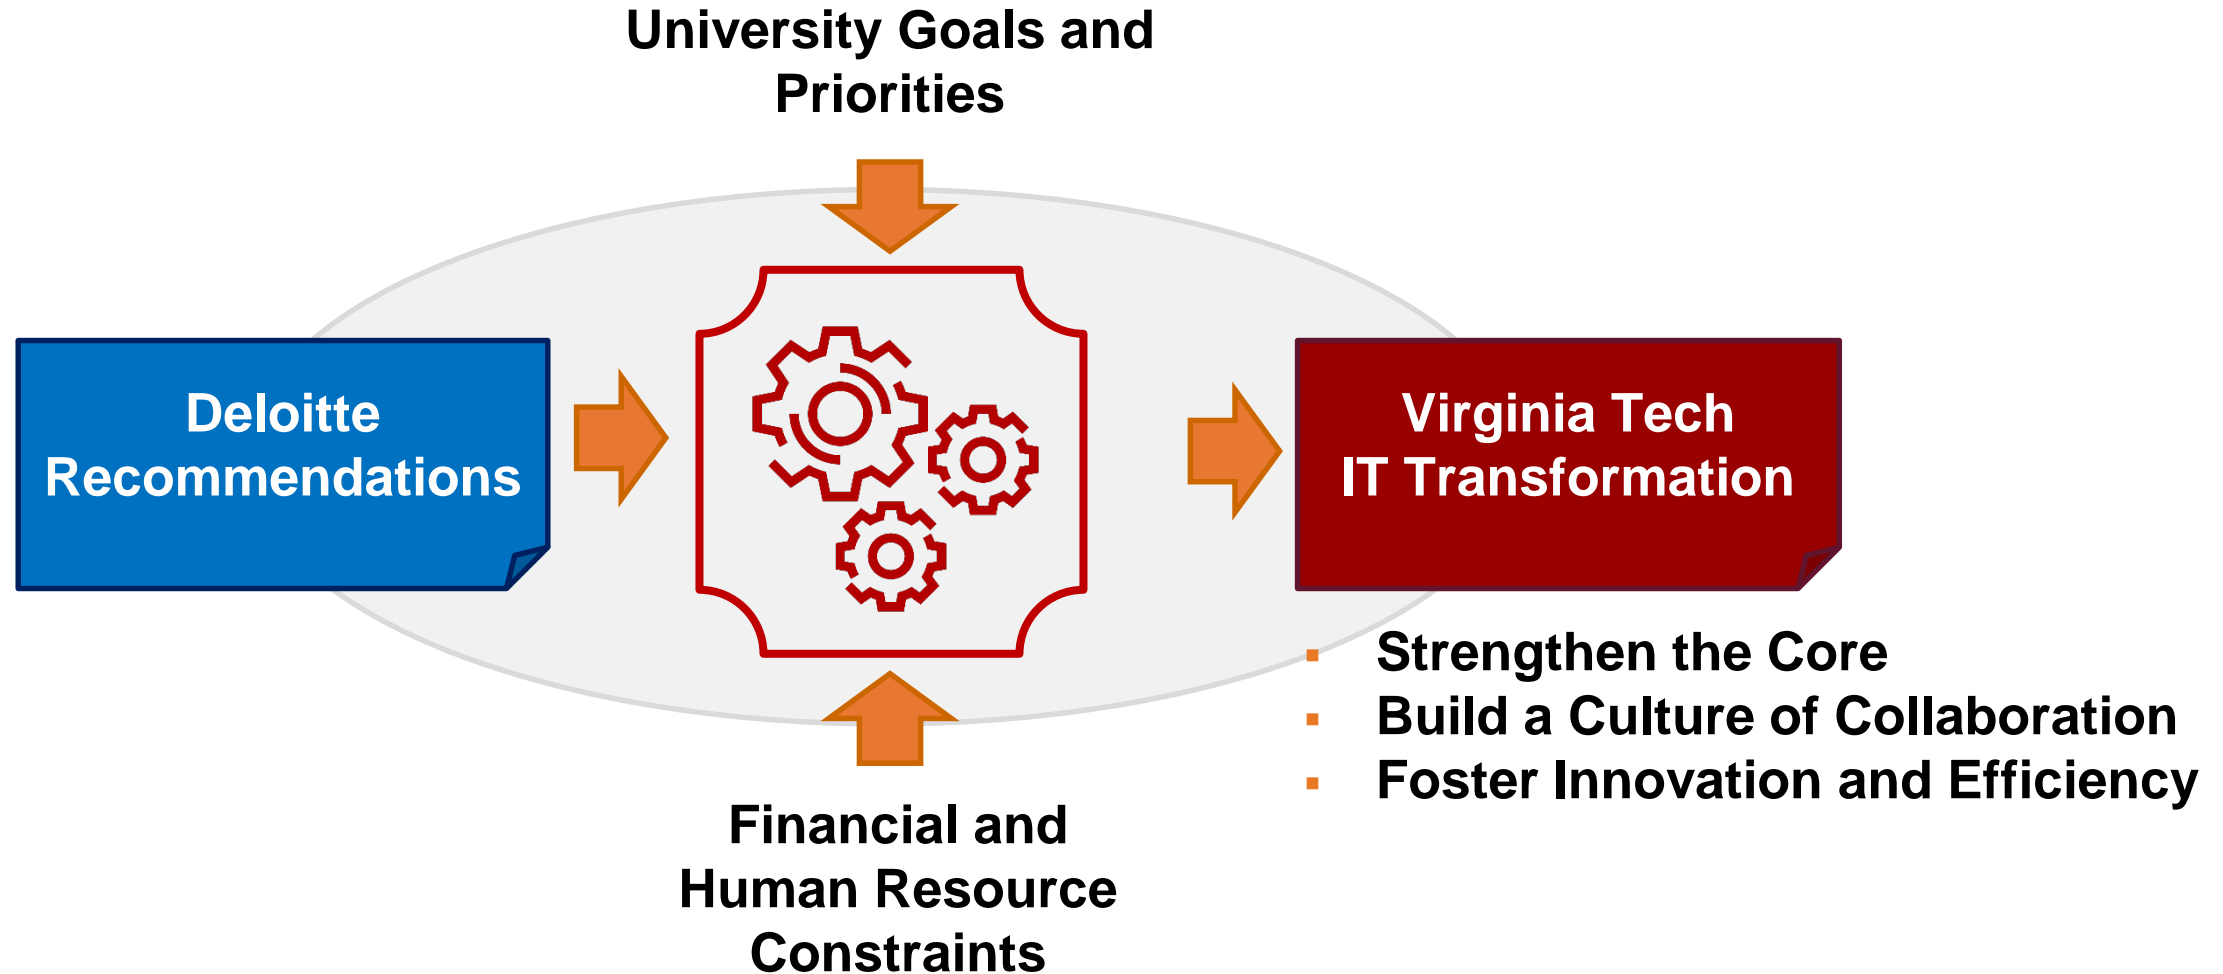 University Goals and
Priorities
Deloitte
Recommendations
Virginia Tech
IT Transformation
▪ Strengthen the Core
▪ Build a Culture of Collaboration
▪ Foster Innovation and Efficiency
Financial and
Human Resource
Constraints